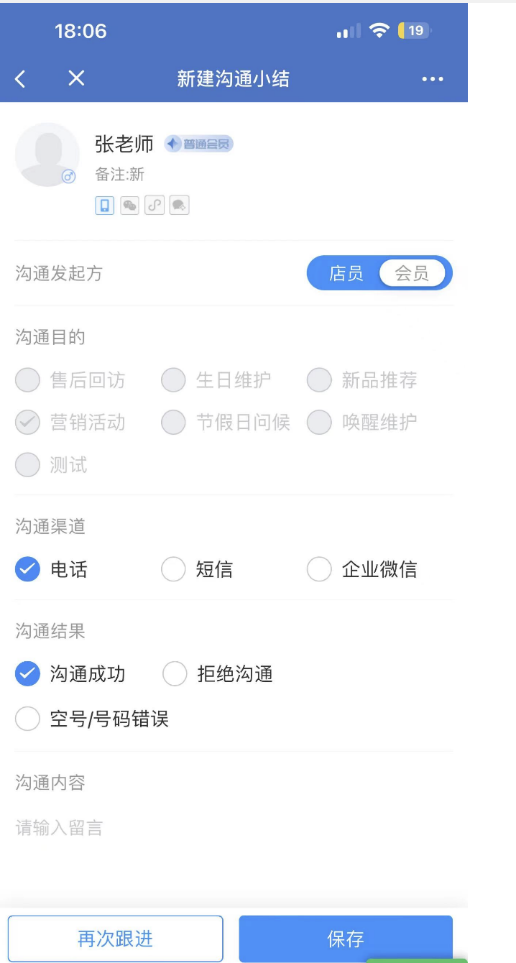 18:06
19
新建沟通小结
张老师 普通会员
备注:新
沟通发起方 店员 会员
沟通目的
售后回访 生日维护 新品推荐
营销活动 节假日问候 唤醒维护
测试
沟通渠道
电话 短信 企业微信
沟通结果
沟通成功 拒绝沟通
空号/号码错误
沟通内容
请输入留言
再次跟进 保存